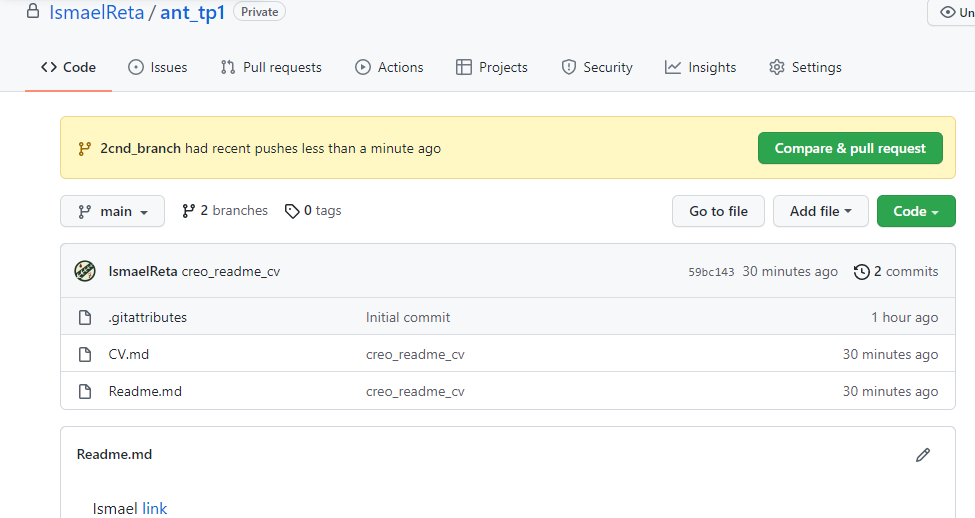 IsmaelReta / ant_tp1 Private Un
Code Issues Pull requests Actions Projects Security Insights Settings
2cnd_branch had recent pushes less than a minute ago Compare & pull request
main 2 branches 0 tags Go to file Add file Code
IsmaelReta creo_readme_cv 59bc143 30 minutes ago 2 commits
.gitattributes Initial commit 1 hour ago
CV.md creo_readme_cv 30 minutes ago
Readme.md creo_readme_cv 30 minutes ago
Readme.md
Ismael link